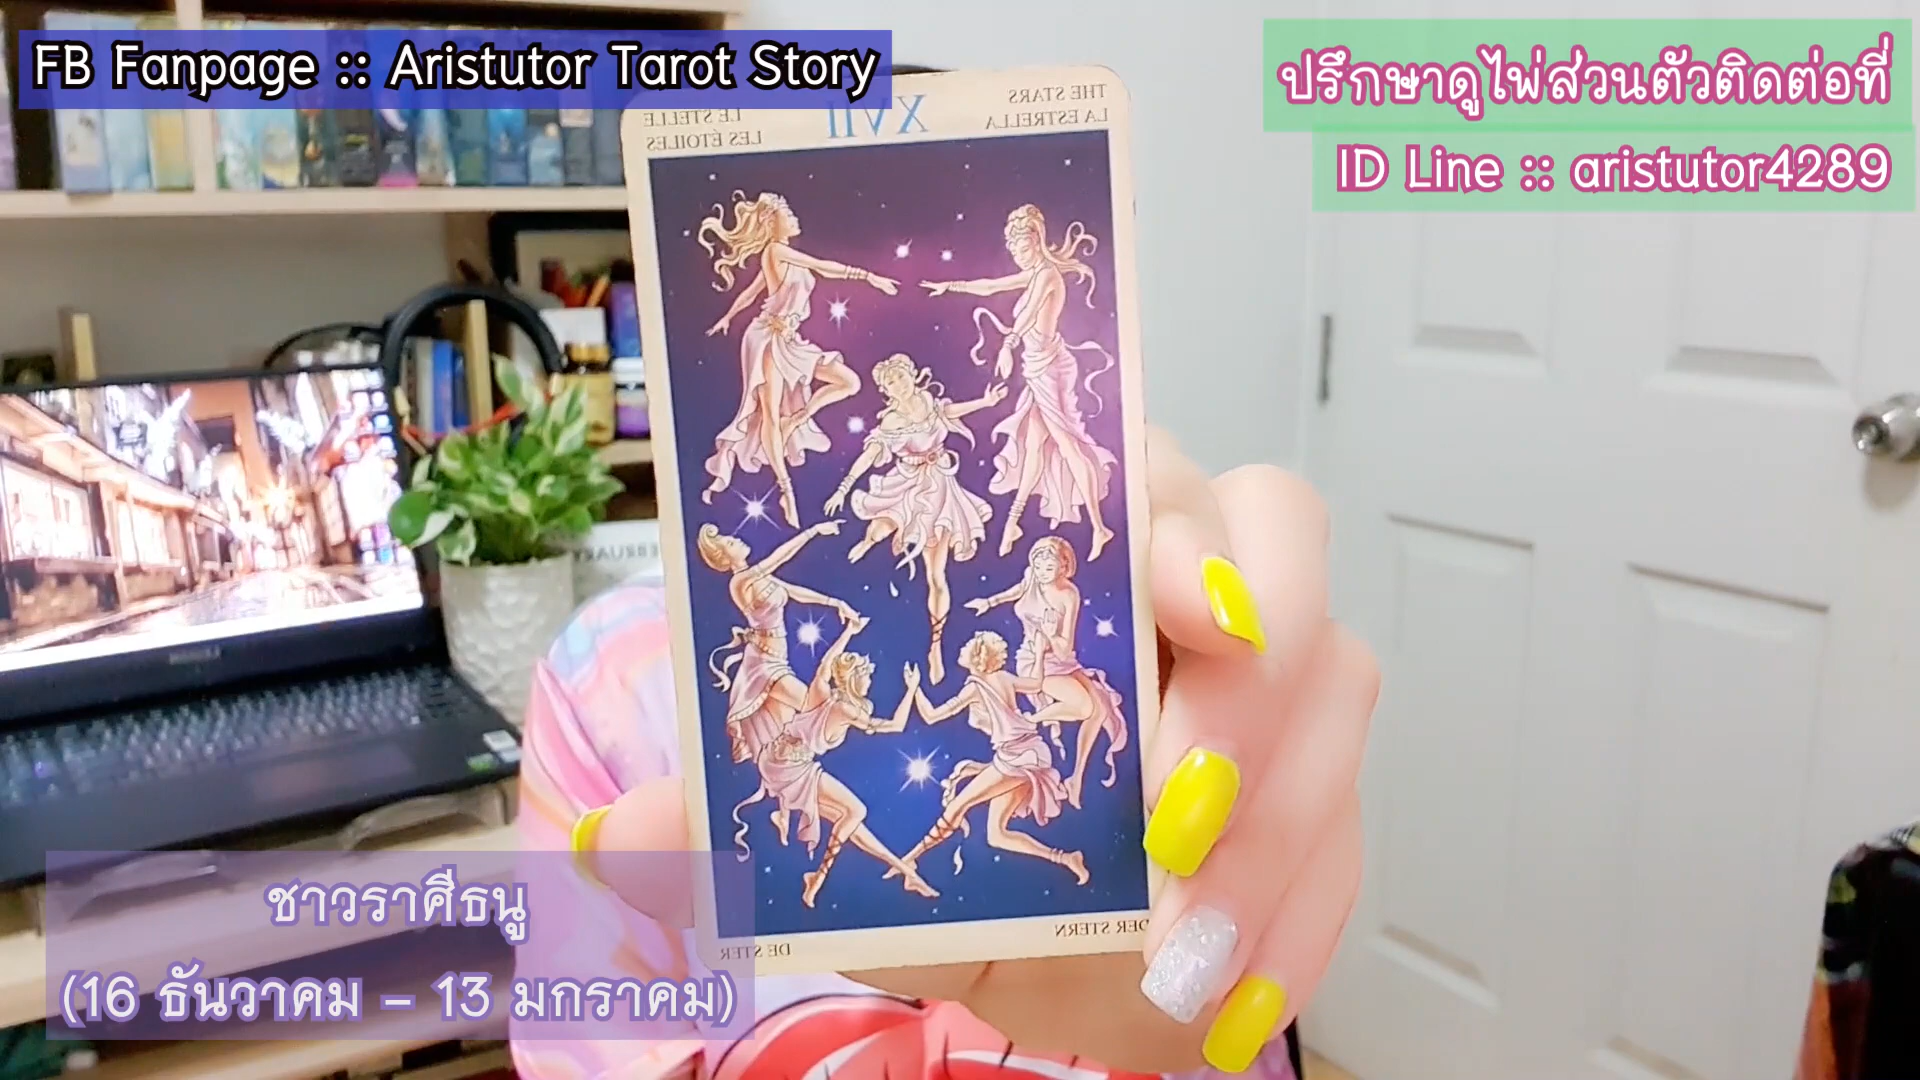 FB Fanpage :: Aristutor Tarot Story
ปรึกษาดูไพ่ส่วนตัวติดต่อที่
ID Line :: aristutor4289
THE STARS
LA ESTRELLA
XVII
LE STELLE
LES ÉTOILES
FEBRUARY
DER STERN
DE STER
ชาวราศีธนู
(16 ธันวาคม – 13 มกราคม)